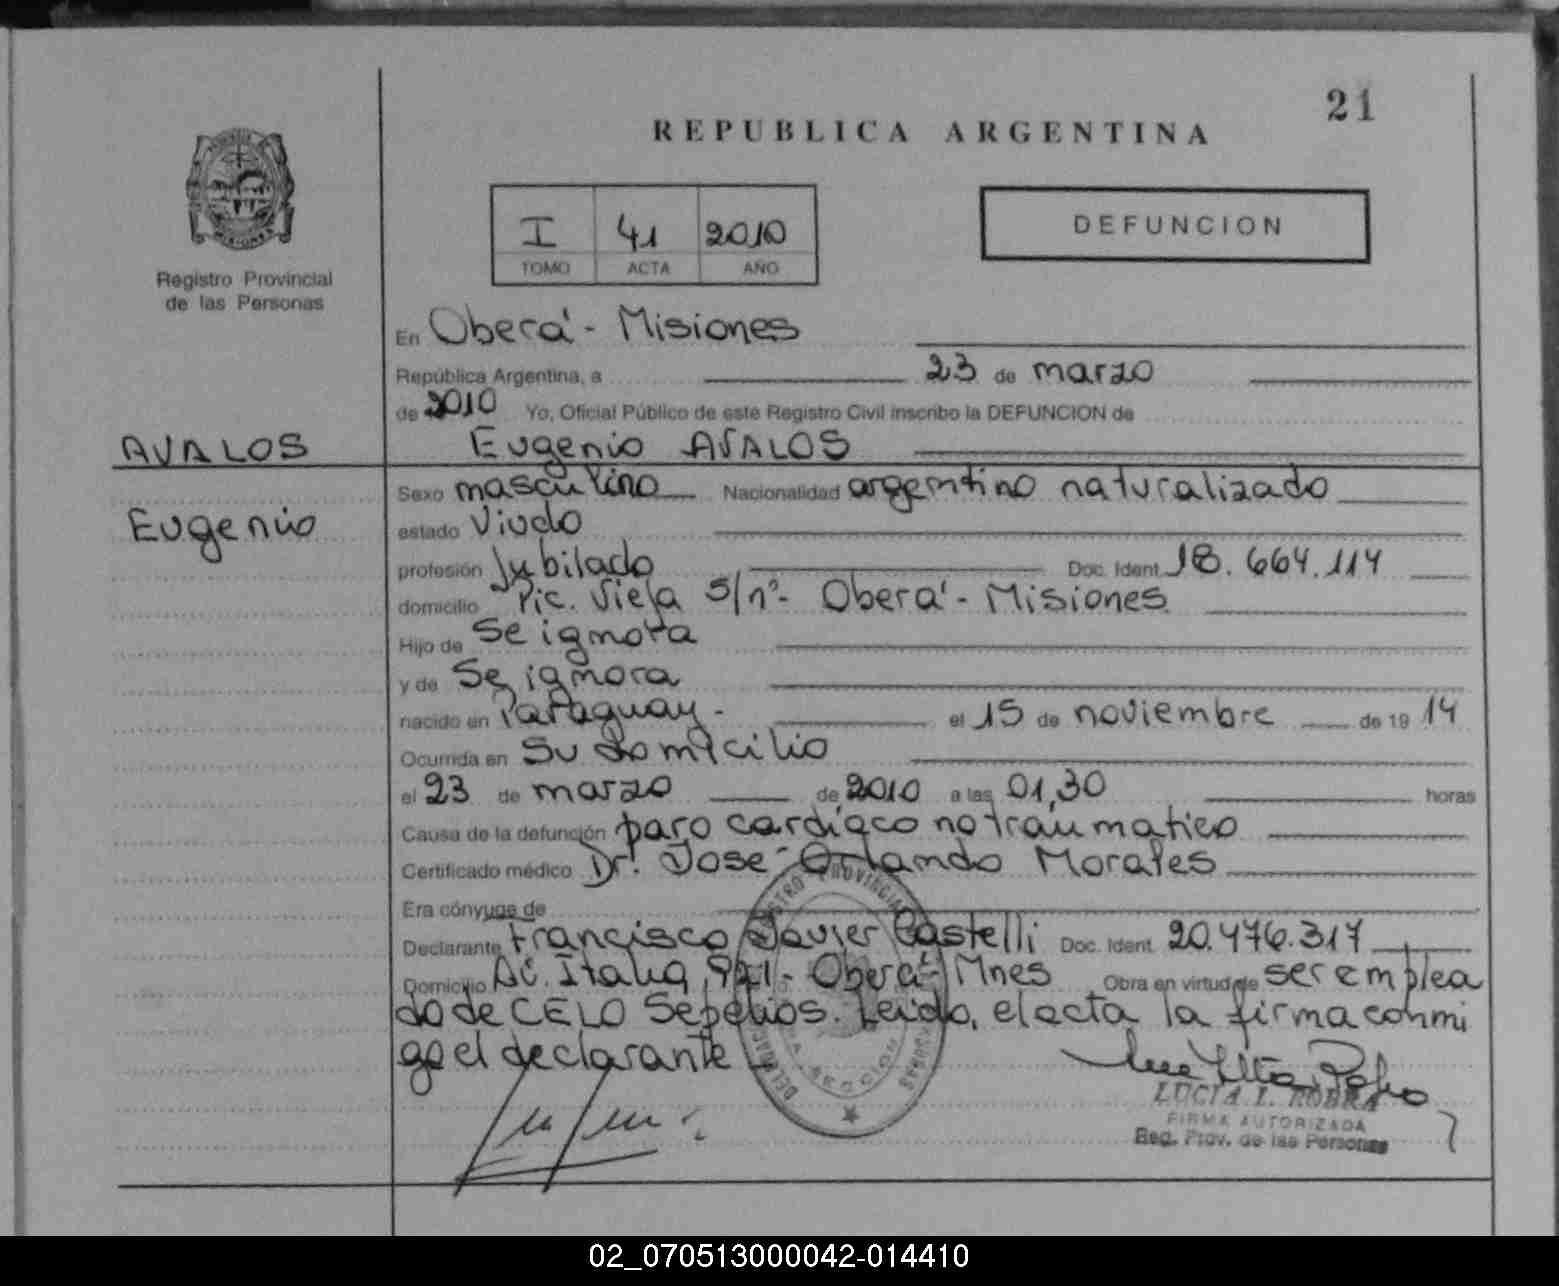 21
REPUBLICA ARGENTINA
MISIONES
Registro Provincial
de las Personas
I 41 2010
TOMO ACTA AÑO
DEFUNCION
En Oberá - Misiones
República Argentina, a 23 de marzo
de 2010 Yo, Oficial Público de este Registro Civil inscribo la DEFUNCION de
AVALOS Eugenio AVALOS
Sexo masculino Nacionalidad argentino naturalizado
Eugenio
estado Viudo
profesión Jubilado Doc. Ident. 18.664.114
domicilio Pic. Vieja S/nº- Oberá - Misiones
Hijo de Se ignora
y de Se ignora
nacido en Paraguay - el 15 de noviembre de 19 14
Ocurrida en Su domicilio
el 23 de marzo de 2010 a las 01,30 horas
Causa de la defunción paro cardíaco no traumatico
Certificado médico Dr. José Orlando Morales
Era cónyuge de
Declarante Francisco Javier Castelli Doc. Ident. 20.476.317
Domicilio Av. Italia, 921 - Oberá - Mnes Obra en virtud de ser emplea
do de CELO Sepelios. Leido, efecta la firma conmi
go el declarante
FIRMA AUTORIZADA
Reg. Prov. de las Personas
02_070513000042-014410